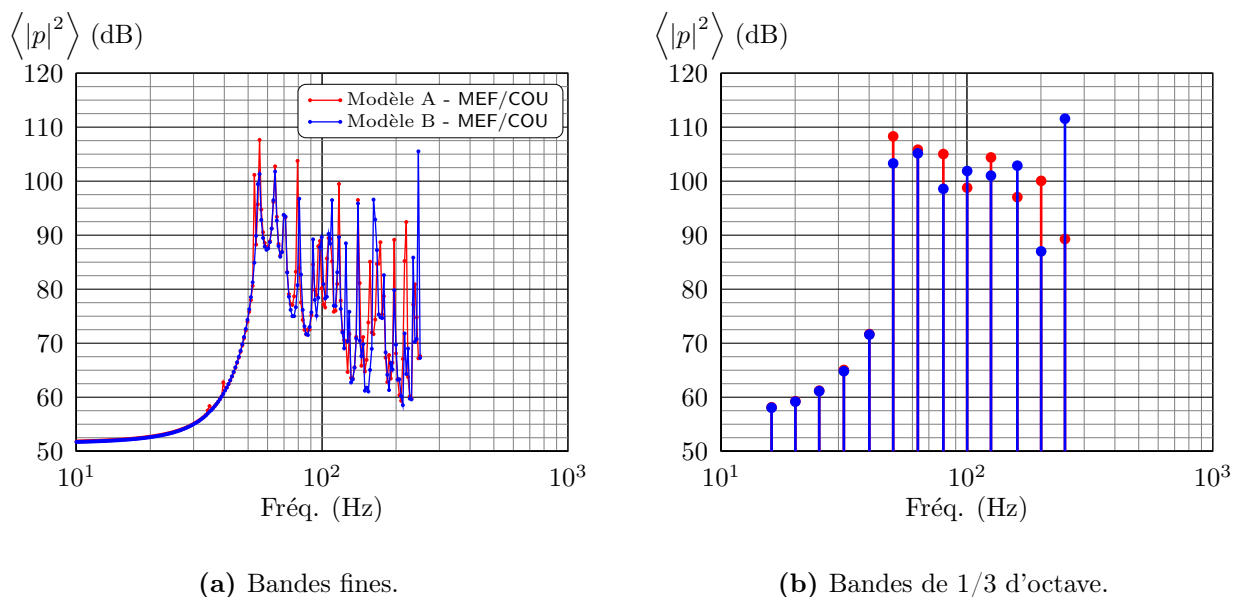 ⟨|p|²⟩ (dB)
120
110
100
90
80
70
60
50
10¹
10²
10³
Fréq. (Hz)
Modèle A - MEF/COU
Modèle B - MEF/COU
(a) Bandes fines.
⟨|p|²⟩ (dB)
120
110
100
90
80
70
60
50
10¹
10²
10³
Fréq. (Hz)
(b) Bandes de 1/3 d'octave.